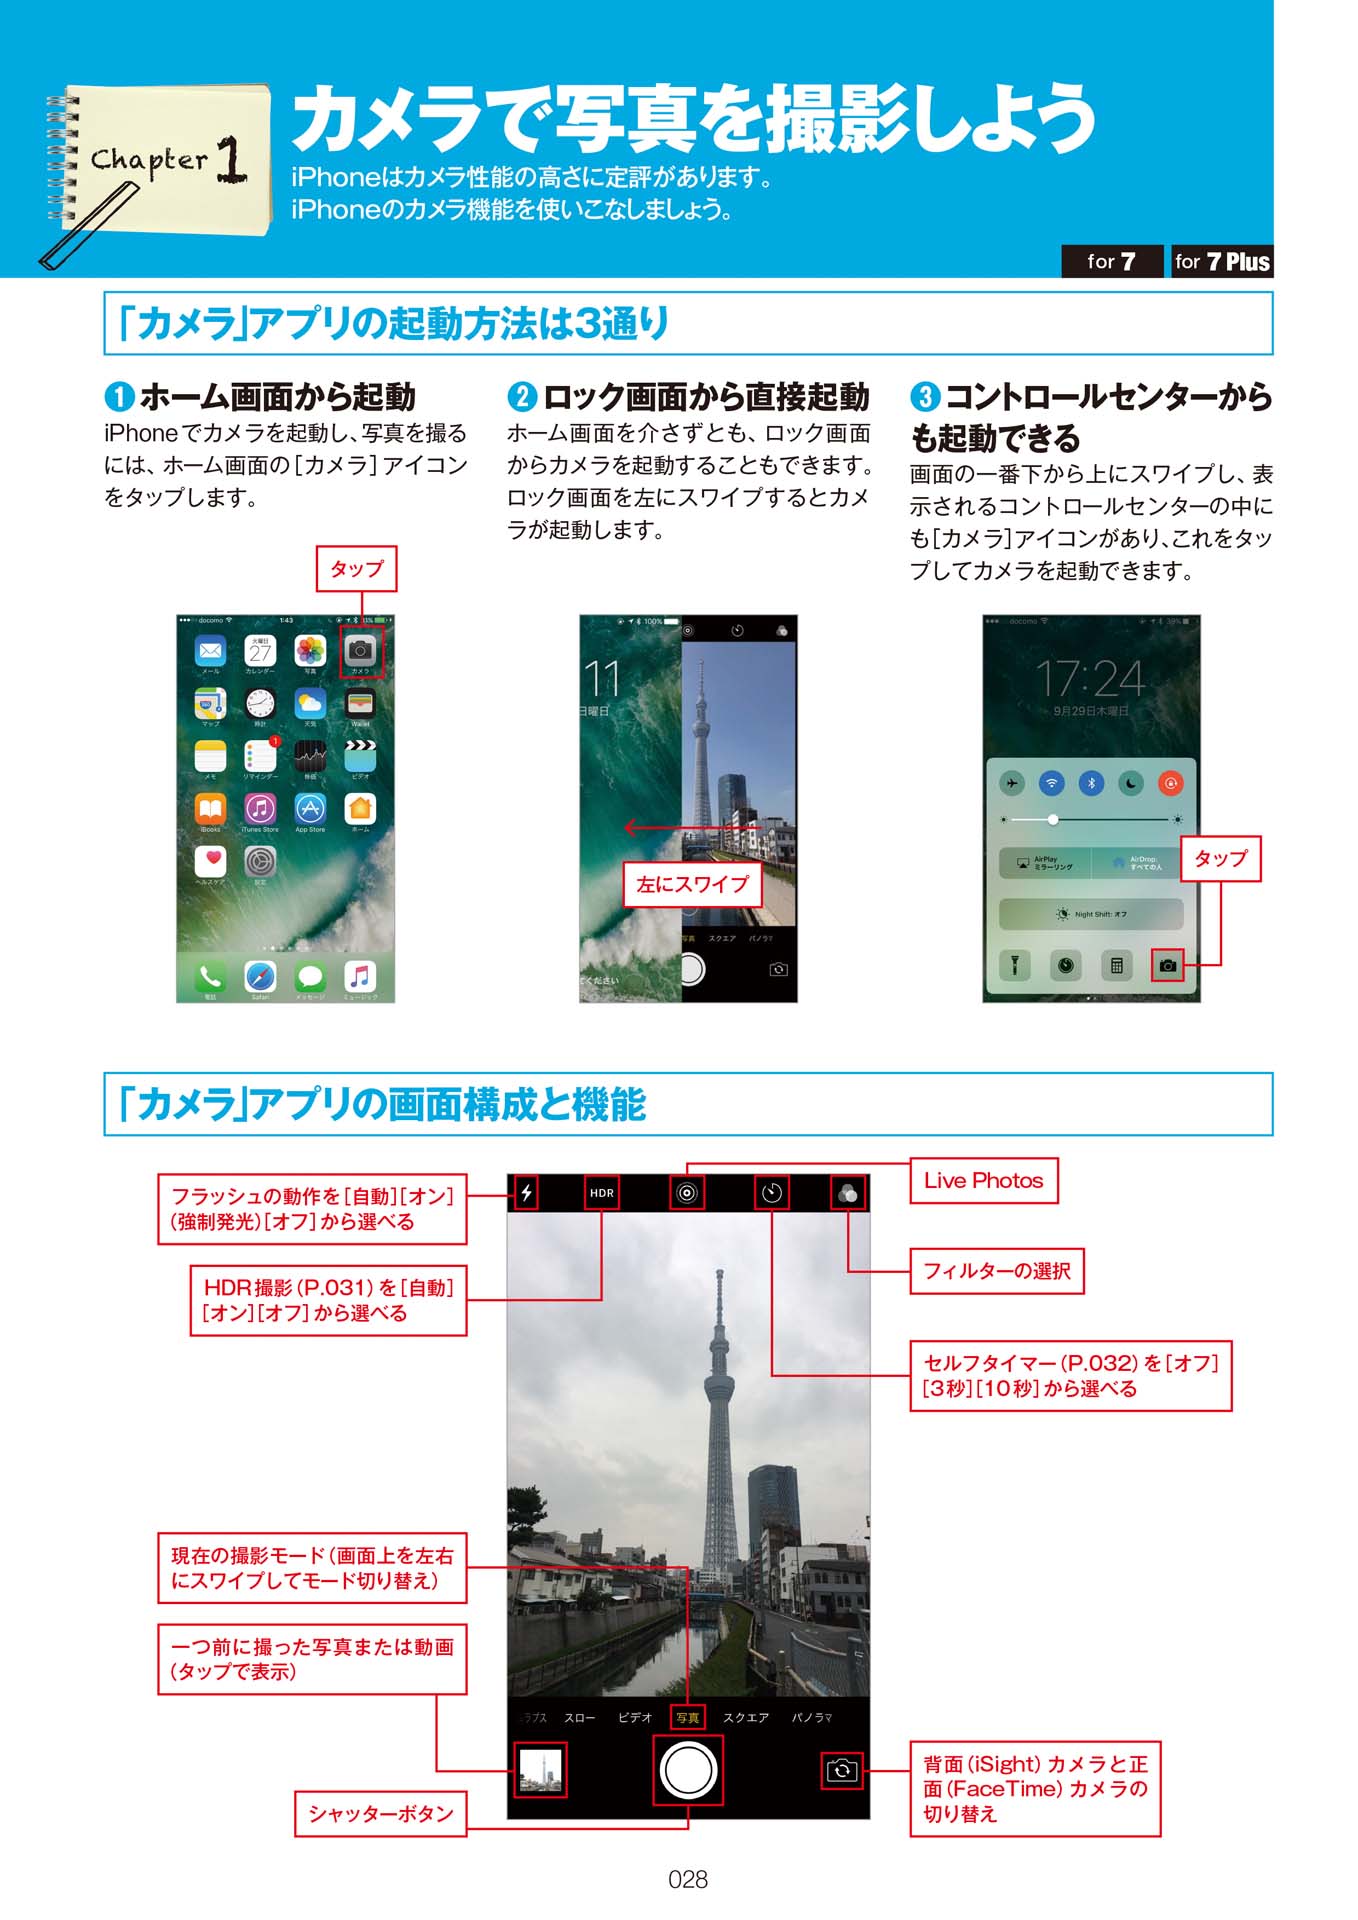 Chapter 1
カメラで写真を撮影しよう
iPhoneはカメラ性能の高さに定評があります。
iPhoneのカメラ機能を使いこなしましょう。
for 7
for 7 Plus
「カメラ」アプリの起動方法は3通り
❶ ホーム画面から起動
iPhoneでカメラを起動し、写真を撮る
には、ホーム画面の［カメラ］アイコン
をタップします。
タップ
docomo
1:43
火曜日
27
メール
カレンダー
写真
カメラ
マップ
時計
天気
Wallet
メモ
リマインダー
1
株価
ビデオ
iBooks
iTunes Store
App Store
ホーム
ヘルスケア
設定
電話
Safari
メッセージ
ミュージック
❷ ロック画面から直接起動
ホーム画面を介さずとも、ロック画面
からカメラを起動することもできます。
ロック画面を左にスワイプするとカメ
ラが起動します。
100%
11
日曜日
左にスワイプ
写真
スクエア
パノラマ
てください
❸ コントロールセンターから
も起動できる
画面の一番下から上にスワイプし、表
示されるコントロールセンターの中に
も［カメラ］アイコンがあり、これをタッ
プしてカメラを起動できます。
docomo
39%
17:24
9月29日木曜日
AirPlay
ミラーリング
AirDrop:
すべての人
タップ
Night Shift: オフ
「カメラ」アプリの画面構成と機能
フラッシュの動作を［自動］［オン］
（強制発光）［オフ］から選べる
HDR撮影（P.031）を［自動］
［オン］［オフ］から選べる
HDR
Live Photos
フィルターの選択
セルフタイマー（P.032）を［オフ］
［3秒］［10秒］から選べる
現在の撮影モード（画面上を左右
にスワイプしてモード切り替え）
一つ前に撮った写真または動画
（タップで表示）
ラプス
スロー
ビデオ
写真
スクエア
パノラマ
シャッターボタン
背面（iSight）カメラと正
面（FaceTime）カメラの
切り替え
028